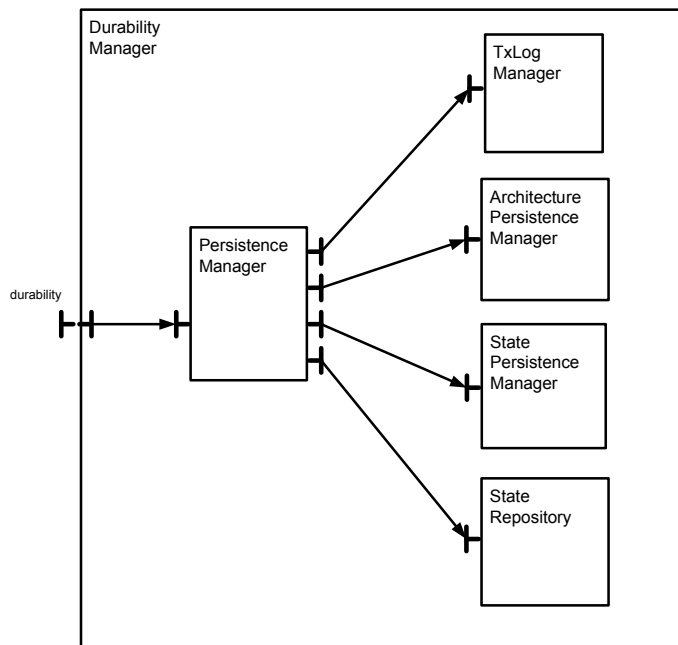 Durability
Manager
TxLog
Manager
Architecture
Persistence
Manager
Persistence
Manager
durability
State
Persistence
Manager
State
Repository